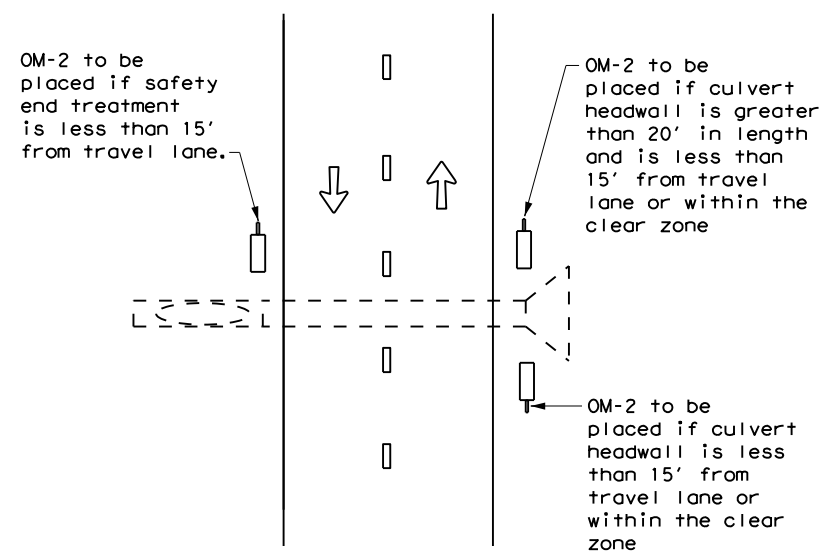 OM-2 to be
placed if safety
end treatment
is less than 15'
from travel lane.
OM-2 to be
placed if culvert
headwall is greater
than 20' in length
and is less than
15' from travel
lane or within the
clear zone
OM-2 to be
placed if culvert
headwall is less
than 15' from
travel lane or
within the clear
zone